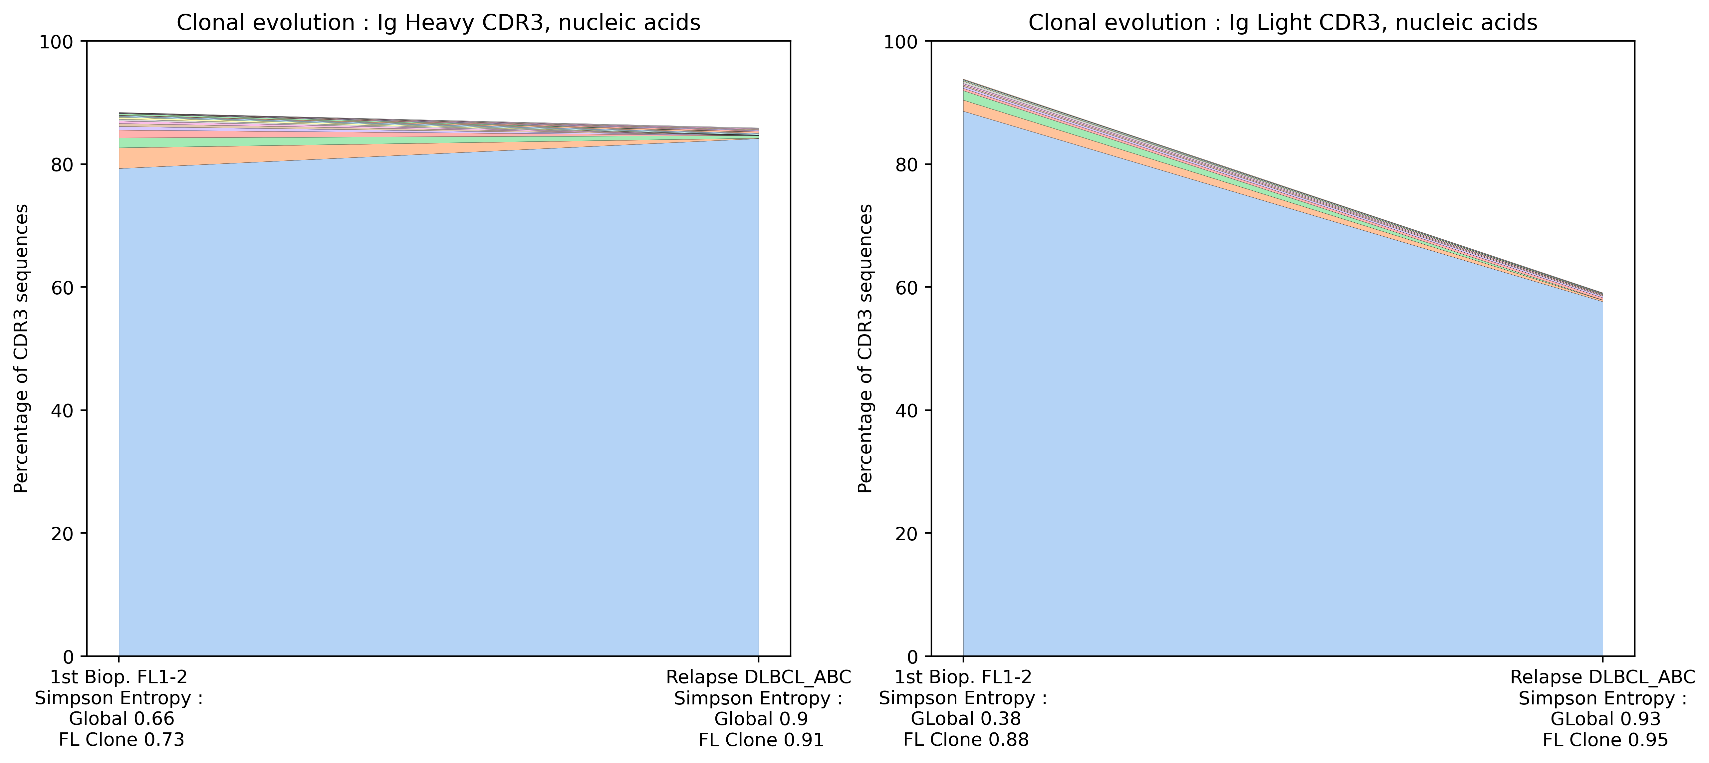 Clonal evolution : Ig Heavy CDR3, nucleic acids
100
80
60
40
20
0
Percentage of CDR3 sequences
1st Biop. FL1-2
Simpson Entropy :
Global 0.66
FL Clone 0.73
Relapse DLBCL_ABC
Simpson Entropy :
Global 0.9
FL Clone 0.91
Clonal evolution : Ig Light CDR3, nucleic acids
100
80
60
40
20
0
Percentage of CDR3 sequences
1st Biop. FL1-2
Simpson Entropy :
GLobal 0.38
FL Clone 0.88
Relapse DLBCL_ABC
Simpson Entropy :
GLobal 0.93
FL Clone 0.95